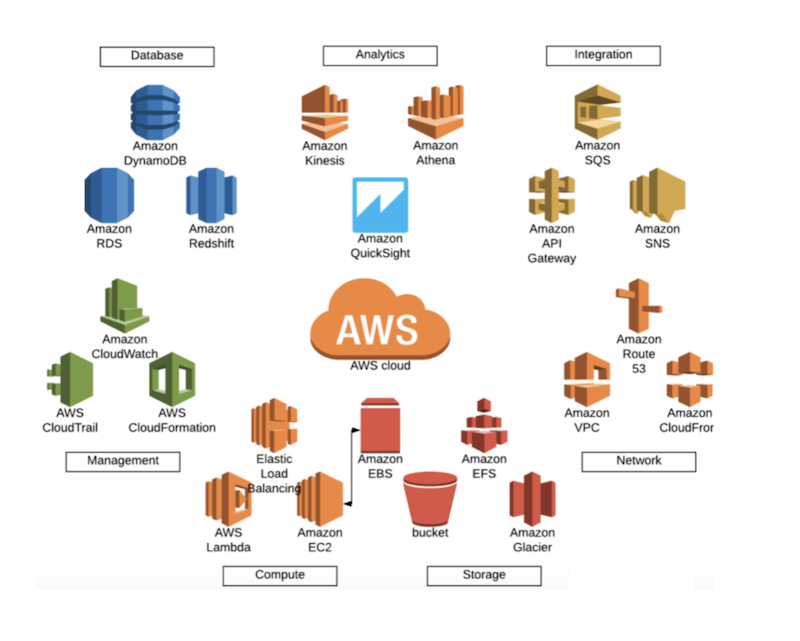 Database
Analytics
Integration
Amazon
DynamoDB
Amazon
Kinesis
Amazon
Athena
Amazon
SQS
Amazon
RDS
Amazon
Redshift
Amazon
QuickSight
Amazon
API
Gateway
Amazon
SNS
Amazon
CloudWatch
AWS
AWS cloud
Amazon
Route
53
AWS
CloudTrail
AWS
CloudFormation
Amazon
VPC
Amazon
CloudFror
Management
Elastic
Load
Balancing
Amazon
EBS
Amazon
EFS
Network
AWS
Lambda
Amazon
EC2
bucket
Amazon
Glacier
Compute
Storage